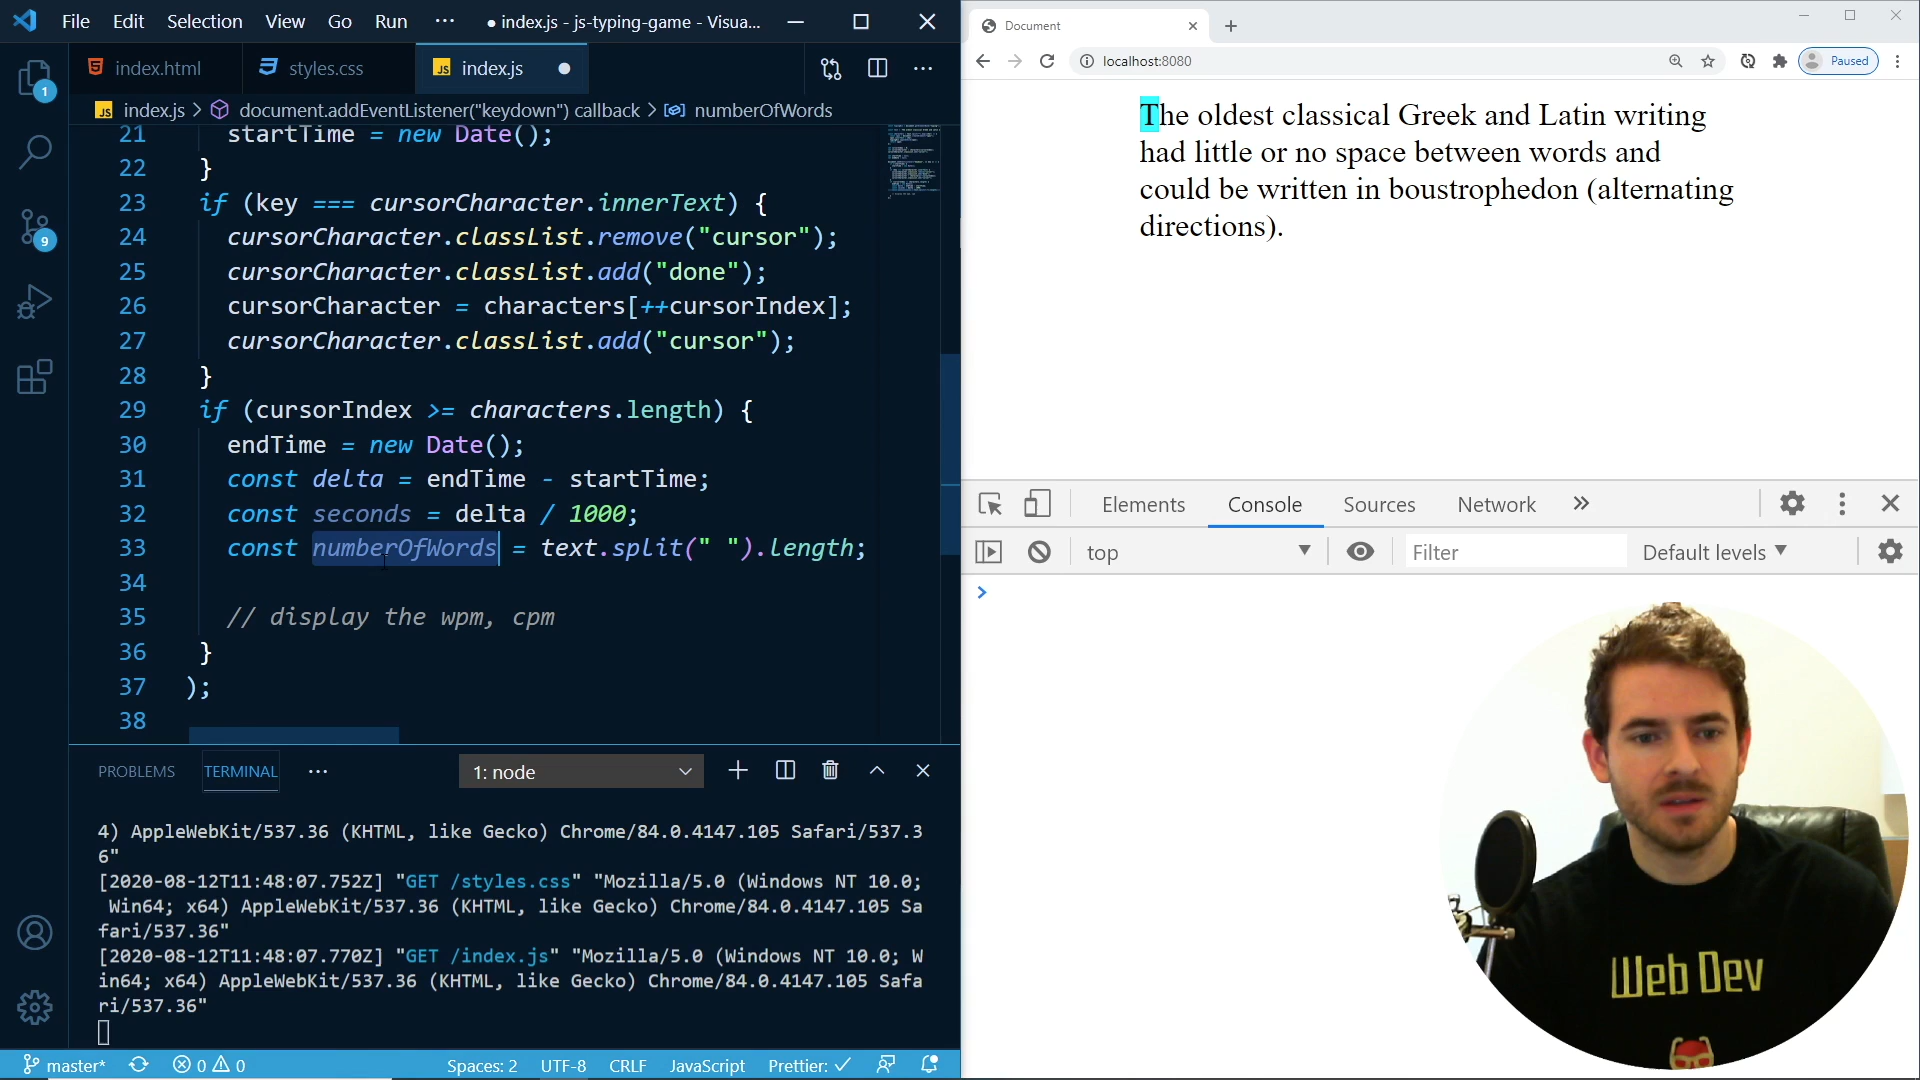 File Edit Selection View Go Run ··· ● index.js - js-typing-game - Visua...
index.html styles.css JS index.js ●
JS index.js > document.addEventListener("keydown") callback > numberOfWords
21 startTime = new Date();
22 }
23 if (key === cursorCharacter.innerText) {
24 cursorCharacter.classList.remove("cursor");
25 cursorCharacter.classList.add("done");
26 cursorCharacter = characters[++cursorIndex];
27 cursorCharacter.classList.add("cursor");
28 }
29 if (cursorIndex >= characters.length) {
30 endTime = new Date();
31 const delta = endTime - startTime;
32 const seconds = delta / 1000;
33 const numberOfWords = text.split(" ").length;
34
35 // display the wpm, cpm
36 }
37 );
38
1
9
PROBLEMS TERMINAL ··· 1: node
4) AppleWebKit/537.36 (KHTML, like Gecko) Chrome/84.0.4147.105 Safari/537.3
6"
[2020-08-12T11:48:07.752Z] "GET /styles.css" "Mozilla/5.0 (Windows NT 10.0;
Win64; x64) AppleWebKit/537.36 (KHTML, like Gecko) Chrome/84.0.4147.105 Sa
fari/537.36"
[2020-08-12T11:48:07.770Z] "GET /index.js" "Mozilla/5.0 (Windows NT 10.0; W
in64; x64) AppleWebKit/537.36 (KHTML, like Gecko) Chrome/84.0.4147.105 Safa
ri/537.36"
master* 0 0 Spaces: 2 UTF-8 CRLF JavaScript Prettier: ✓
Document
localhost:8080 Paused
The oldest classical Greek and Latin writing
had little or no space between words and
could be written in boustrophedon (alternating
directions).
Elements Console Sources Network »
top Filter Default levels
>
Web Dev